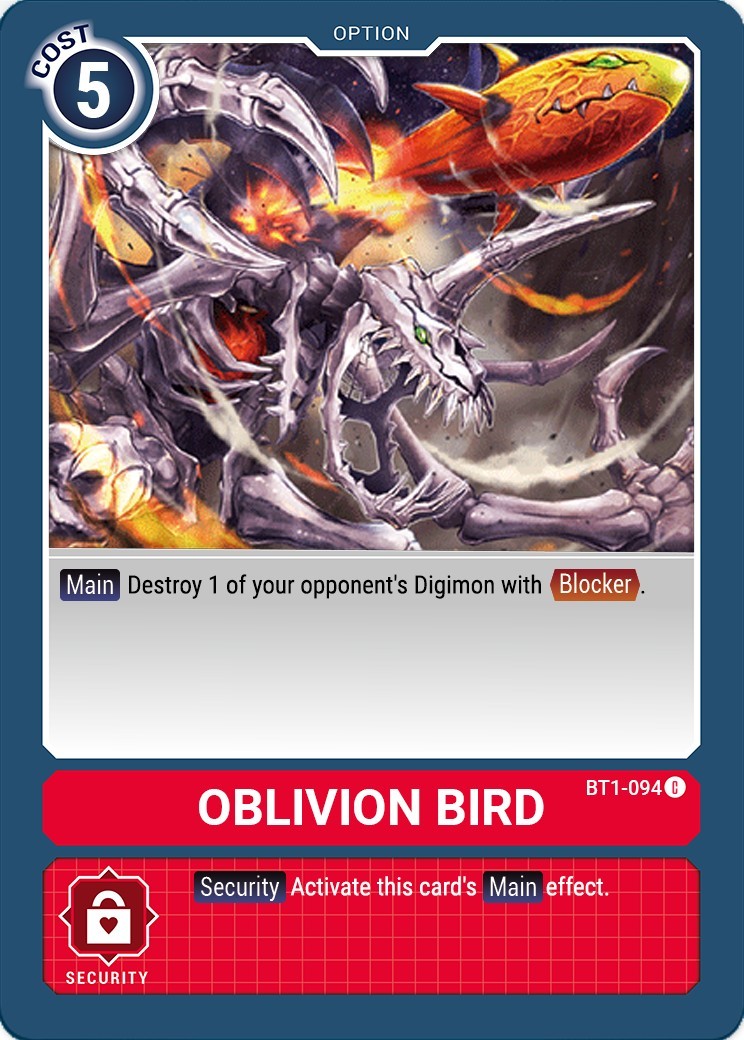 OPTION
COST
5
Main Destroy 1 of your opponent's Digimon with Blocker.
BT1-094 C
OBLIVION BIRD
Security Activate this card's Main effect.
SECURITY